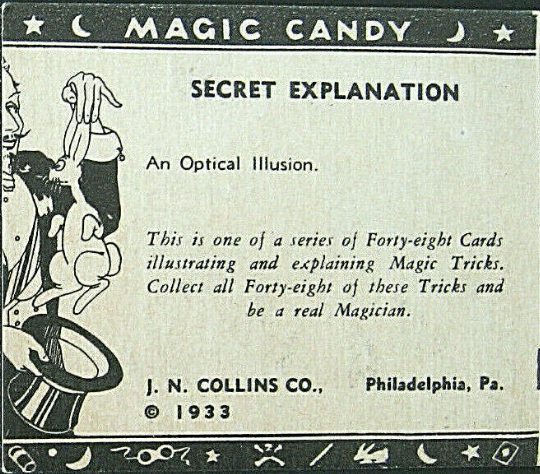 MAGIC CANDY
SECRET EXPLANATION
An Optical Illusion.
This is one of a series of Forty-eight Cards
illustrating and explaining Magic Tricks.
Collect all Forty-eight of these Tricks and
be a real Magician.
J. N. COLLINS CO., Philadelphia, Pa.
© 1933